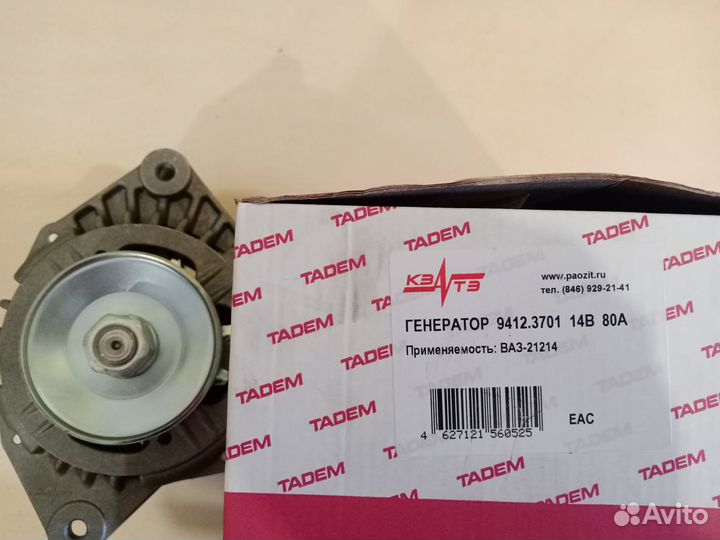 TADEM
TADEM
TADEM
TADEM
КЗАТЭ
www.paozit.ru
тел. (846) 929-21-41
ГЕНЕРАТОР 9412.3701 14В 80А
Применяемость: ВАЗ-21214
TADEM
TADEM
4 627121 560525
EAC
TADEM
TADEM
TADEM
TADEM
Avito